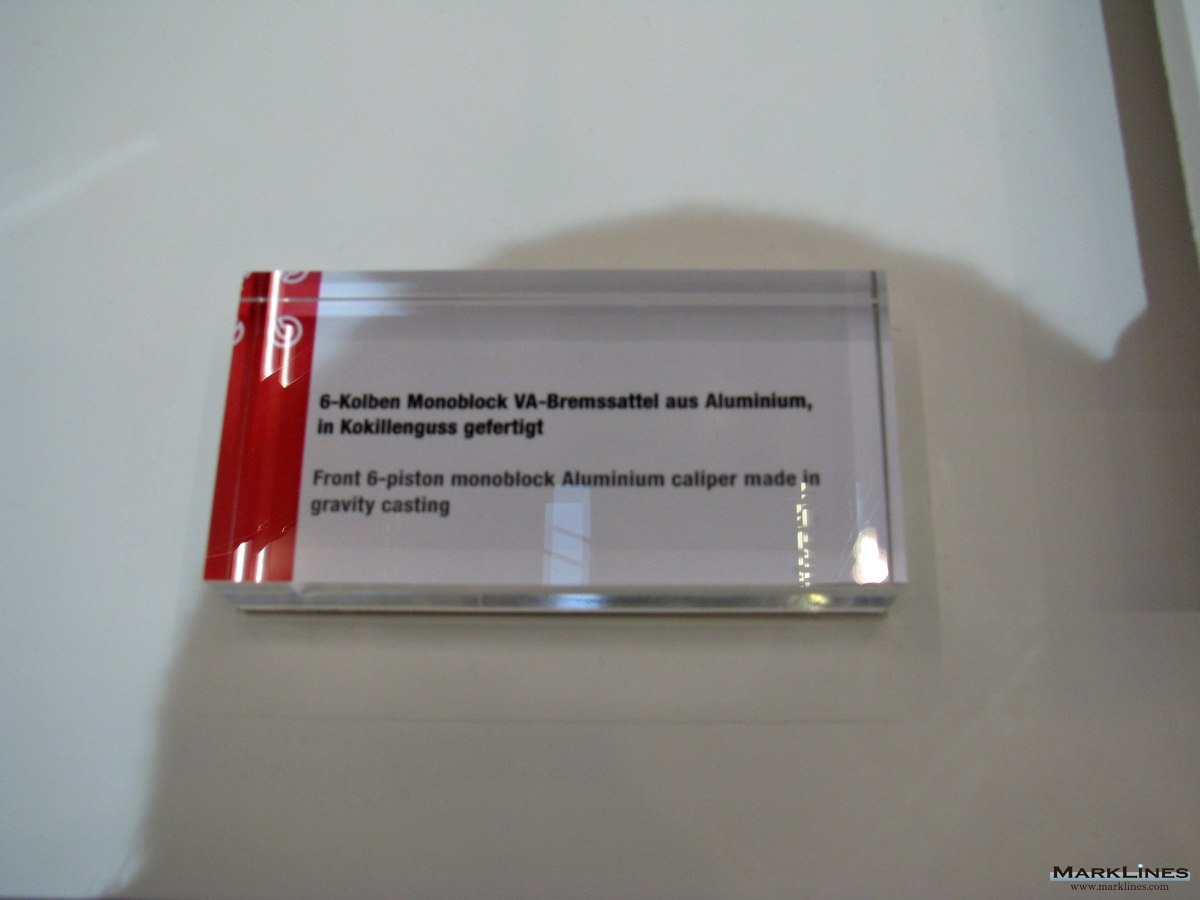 6-Kolben Monoblock VA-Bremssattel aus Aluminium,
in Kokillenguss gefertigt
Front 6-piston monoblock Aluminium caliper made in
gravity casting
MARKLINES
www.marklines.com